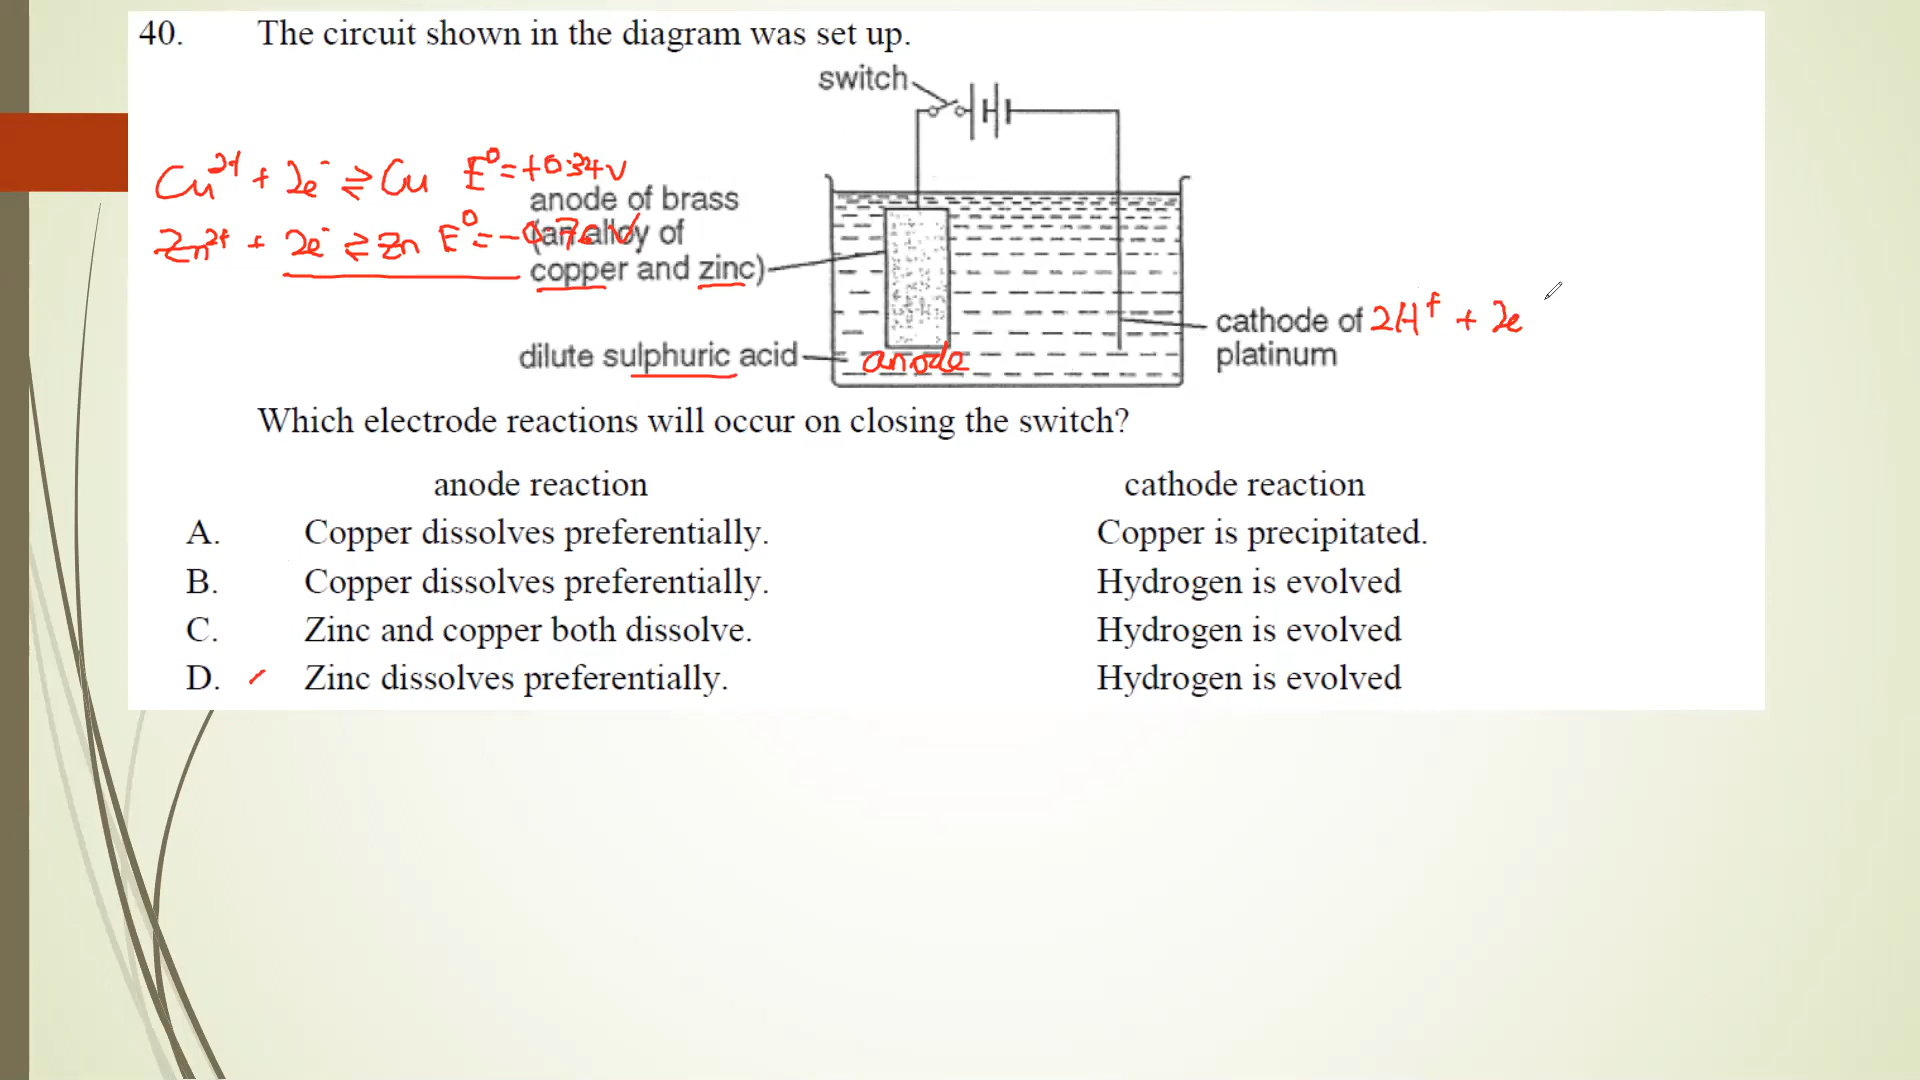 40. The circuit shown in the diagram was set up.
switch
Cu²⁺ + 2e⁻ ⇌ Cu E⁰ = +0.34V
anode of brass
Zn²⁺ + 2e⁻ ⇌ Zn E⁰ = -0.76V
(an alloy of
copper and zinc)
cathode of 2H⁺ + 2e
platinum
dilute sulphuric acid
anode
Which electrode reactions will occur on closing the switch?
anode reaction cathode reaction
A. Copper dissolves preferentially. Copper is precipitated.
B. Copper dissolves preferentially. Hydrogen is evolved
C. Zinc and copper both dissolve. Hydrogen is evolved
D. Zinc dissolves preferentially. Hydrogen is evolved